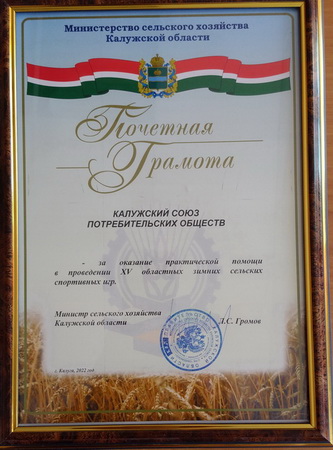 Министерство сельского хозяйства
Калужской области
Почетная
Грамота
КАЛУЖСКИЙ СОЮЗ
ПОТРЕБИТЕЛЬСКИХ ОБЩЕСТВ
- за оказание практической помощи
в проведении XV областных зимних сельских
спортивных игр.
Министр сельского хозяйства
Калужской области
Л.С. Громов
г. Калуга, 2022 год